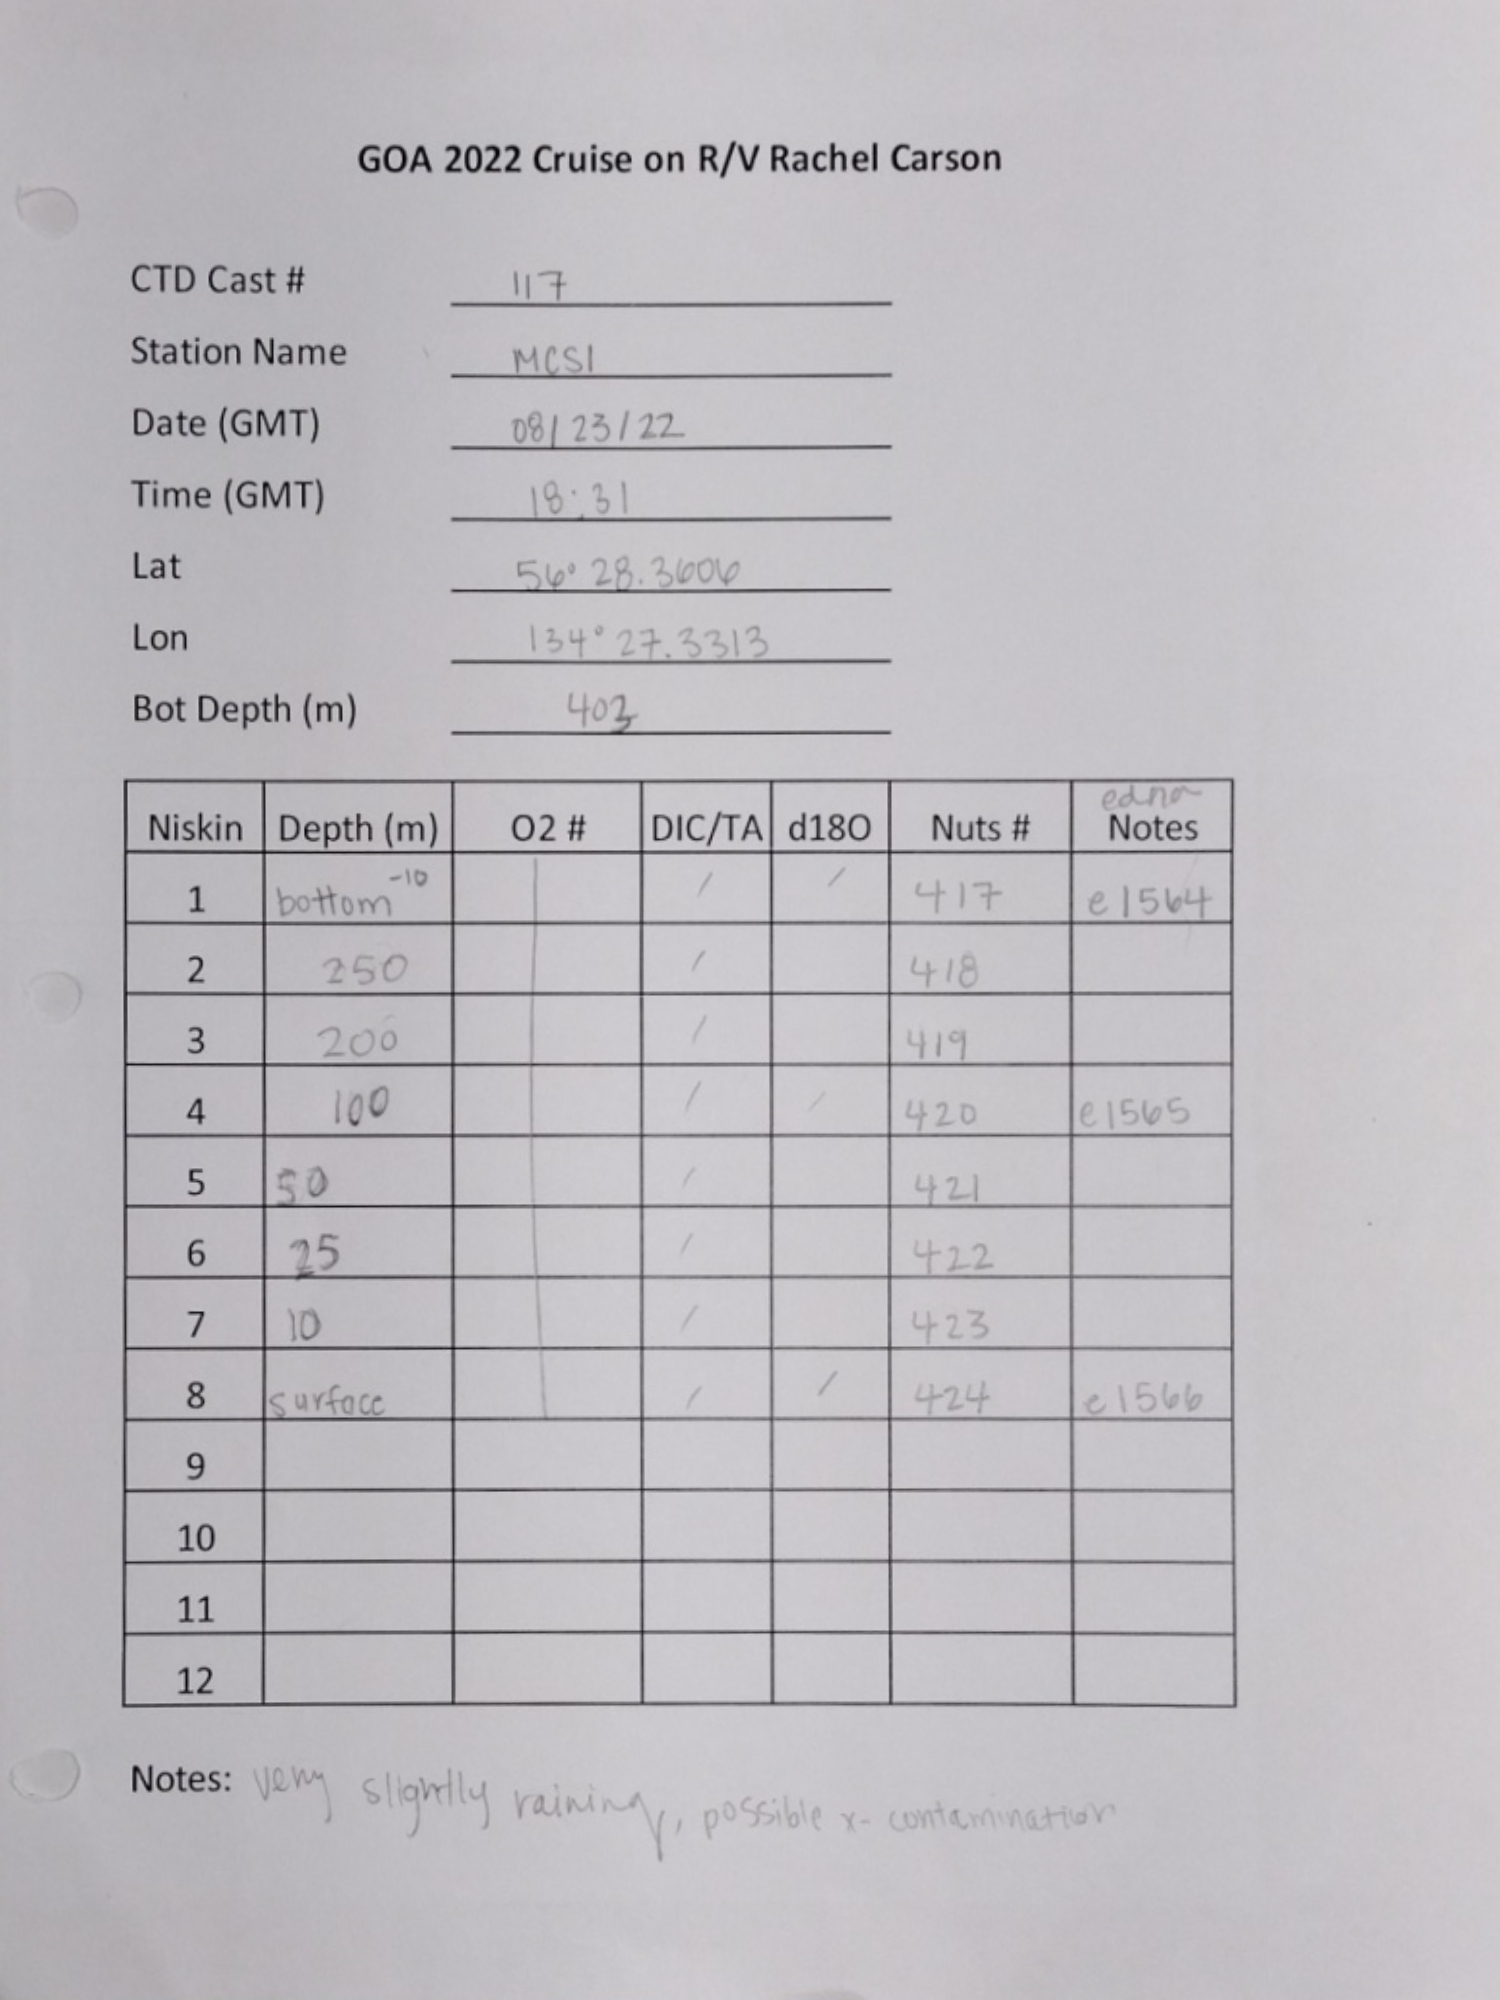 GOA 2022 Cruise on R/V Rachel Carson
CTD Cast # 117
Station Name MCS1
Date (GMT) 08/23/22
Time (GMT) 18:31
Lat 56° 28.3606
Lon 134° 27.3313
Bot Depth (m) 403
edna
Niskin Depth (m) O2 # DIC/TA d18O Nuts # Notes
1 bottom -10 / / 417 e1564
2 250 / 418
3 200 / 419
4 100 / / 420 e1565
5 50 / 421
6 25 / 422
7 10 / 423
8 surface / / 424 e1566
9
10
11
12
Notes: very slightly raining, possible x-contamination